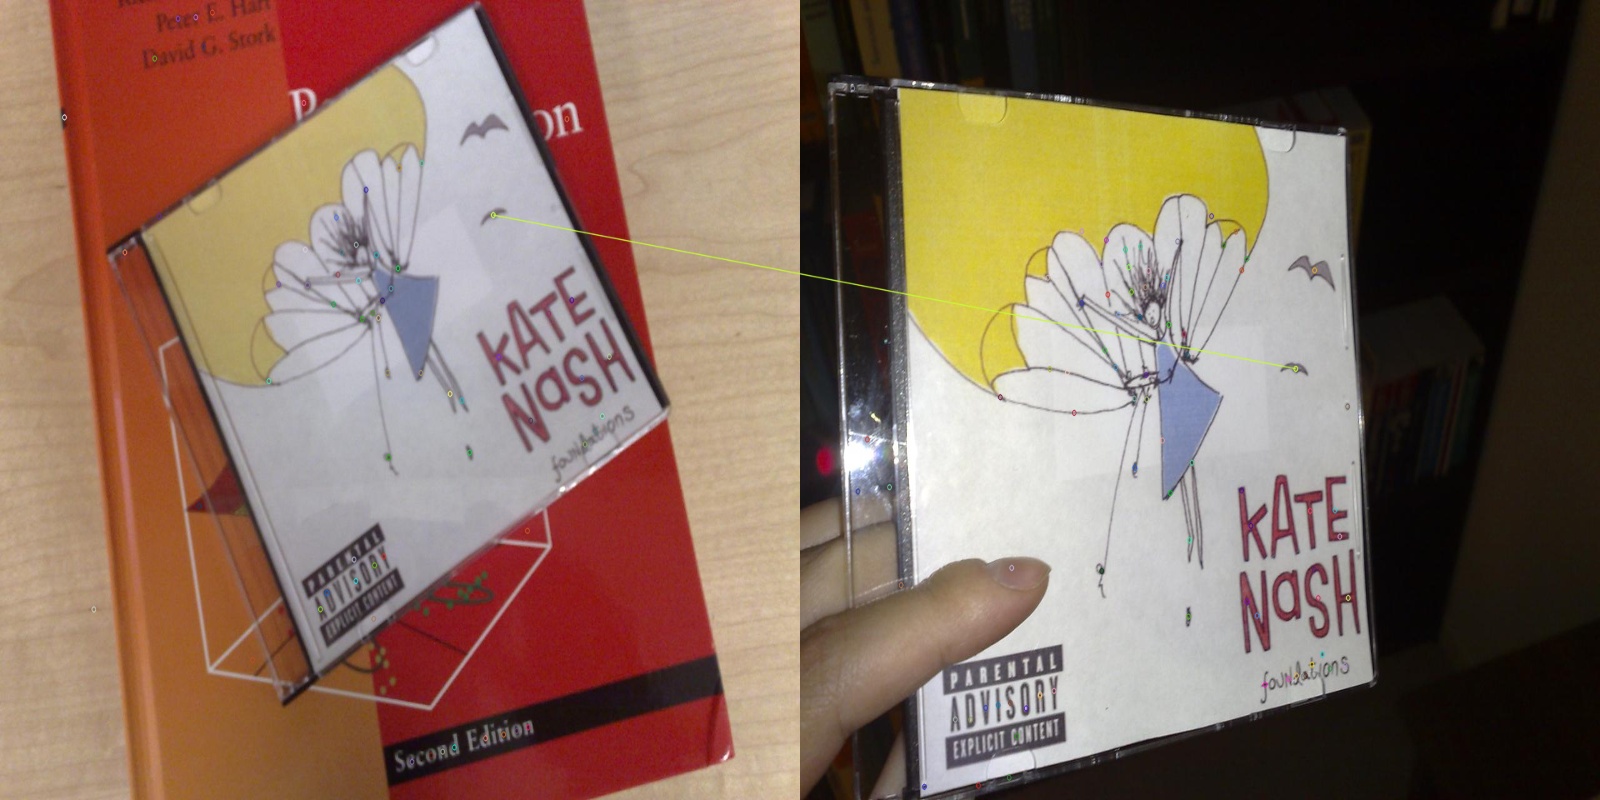 Peter E. Hart
David G. Stork
on
KATE
NASH
foundations
PARENTAL
ADVISORY
EXPLICIT CONTENT
Second Edition
KATE
NASH
foundations
PARENTAL
ADVISORY
EXPLICIT CONTENT